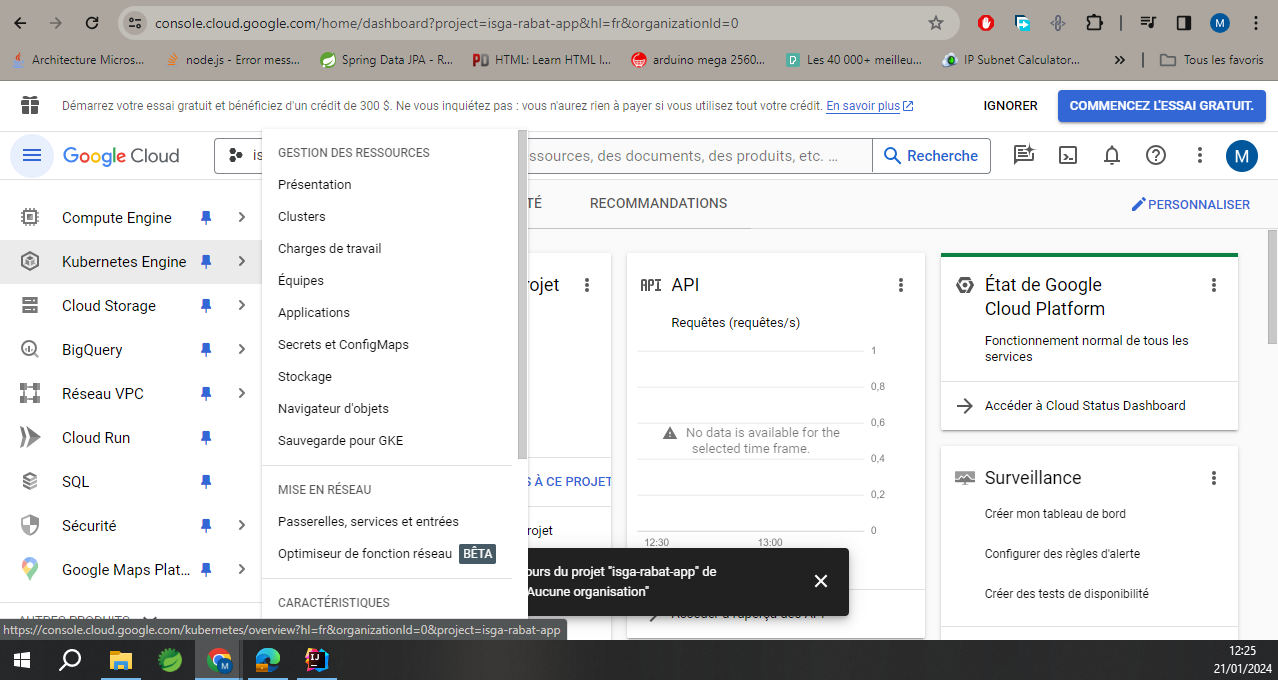 console.cloud.google.com/home/dashboard?project=isga-rabat-app&hl=fr&organizationId=0
M
Architecture Micros...
node.js - Error mess...
Spring Data JPA - R...
HTML: Learn HTML I...
arduino mega 2560...
Les 40 000+ meilleu...
IP Subnet Calculator...
»
Tous les favoris
Démarrez votre essai gratuit et bénéficiez d'un crédit de 300 $. Ne vous inquiétez pas : vous n'aurez rien à payer si vous utilisez tout votre crédit. En savoir plus
IGNORER
COMMENCEZ L'ESSAI GRATUIT.
Google Cloud
is
ssources, des documents, des produits, etc. ...
Recherche
M
TÉ
RECOMMANDATIONS
PERSONNALISER
Compute Engine
Kubernetes Engine
Cloud Storage
BigQuery
Réseau VPC
Cloud Run
SQL
Sécurité
Google Maps Plat...
AUTRES PRODUITS
GESTION DES RESSOURCES
Présentation
Clusters
Charges de travail
Équipes
Applications
Secrets et ConfigMaps
Stockage
Navigateur d'objets
Sauvegarde pour GKE
MISE EN RÉSEAU
Passerelles, services et entrées
Optimiseur de fonction réseau BÊTA
CARACTÉRISTIQUES
rojet
S À CE PROJET
rojet
API API
Requêtes (requêtes/s)
1
0,8
0,6
0,4
0,2
0
No data is available for the
selected time frame.
12:30
13:00
Accéder à l'aperçu des API
ours du projet "isga-rabat-app" de
Aucune organisation"
État de Google
Cloud Platform
Fonctionnement normal de tous les
services
Accéder à Cloud Status Dashboard
Surveillance
Créer mon tableau de bord
Configurer des règles d'alerte
Créer des tests de disponibilité
https://console.cloud.google.com/kubernetes/overview?hl=fr&organizationId=0&project=isga-rabat-app
M
IJ
12:25
21/01/2024